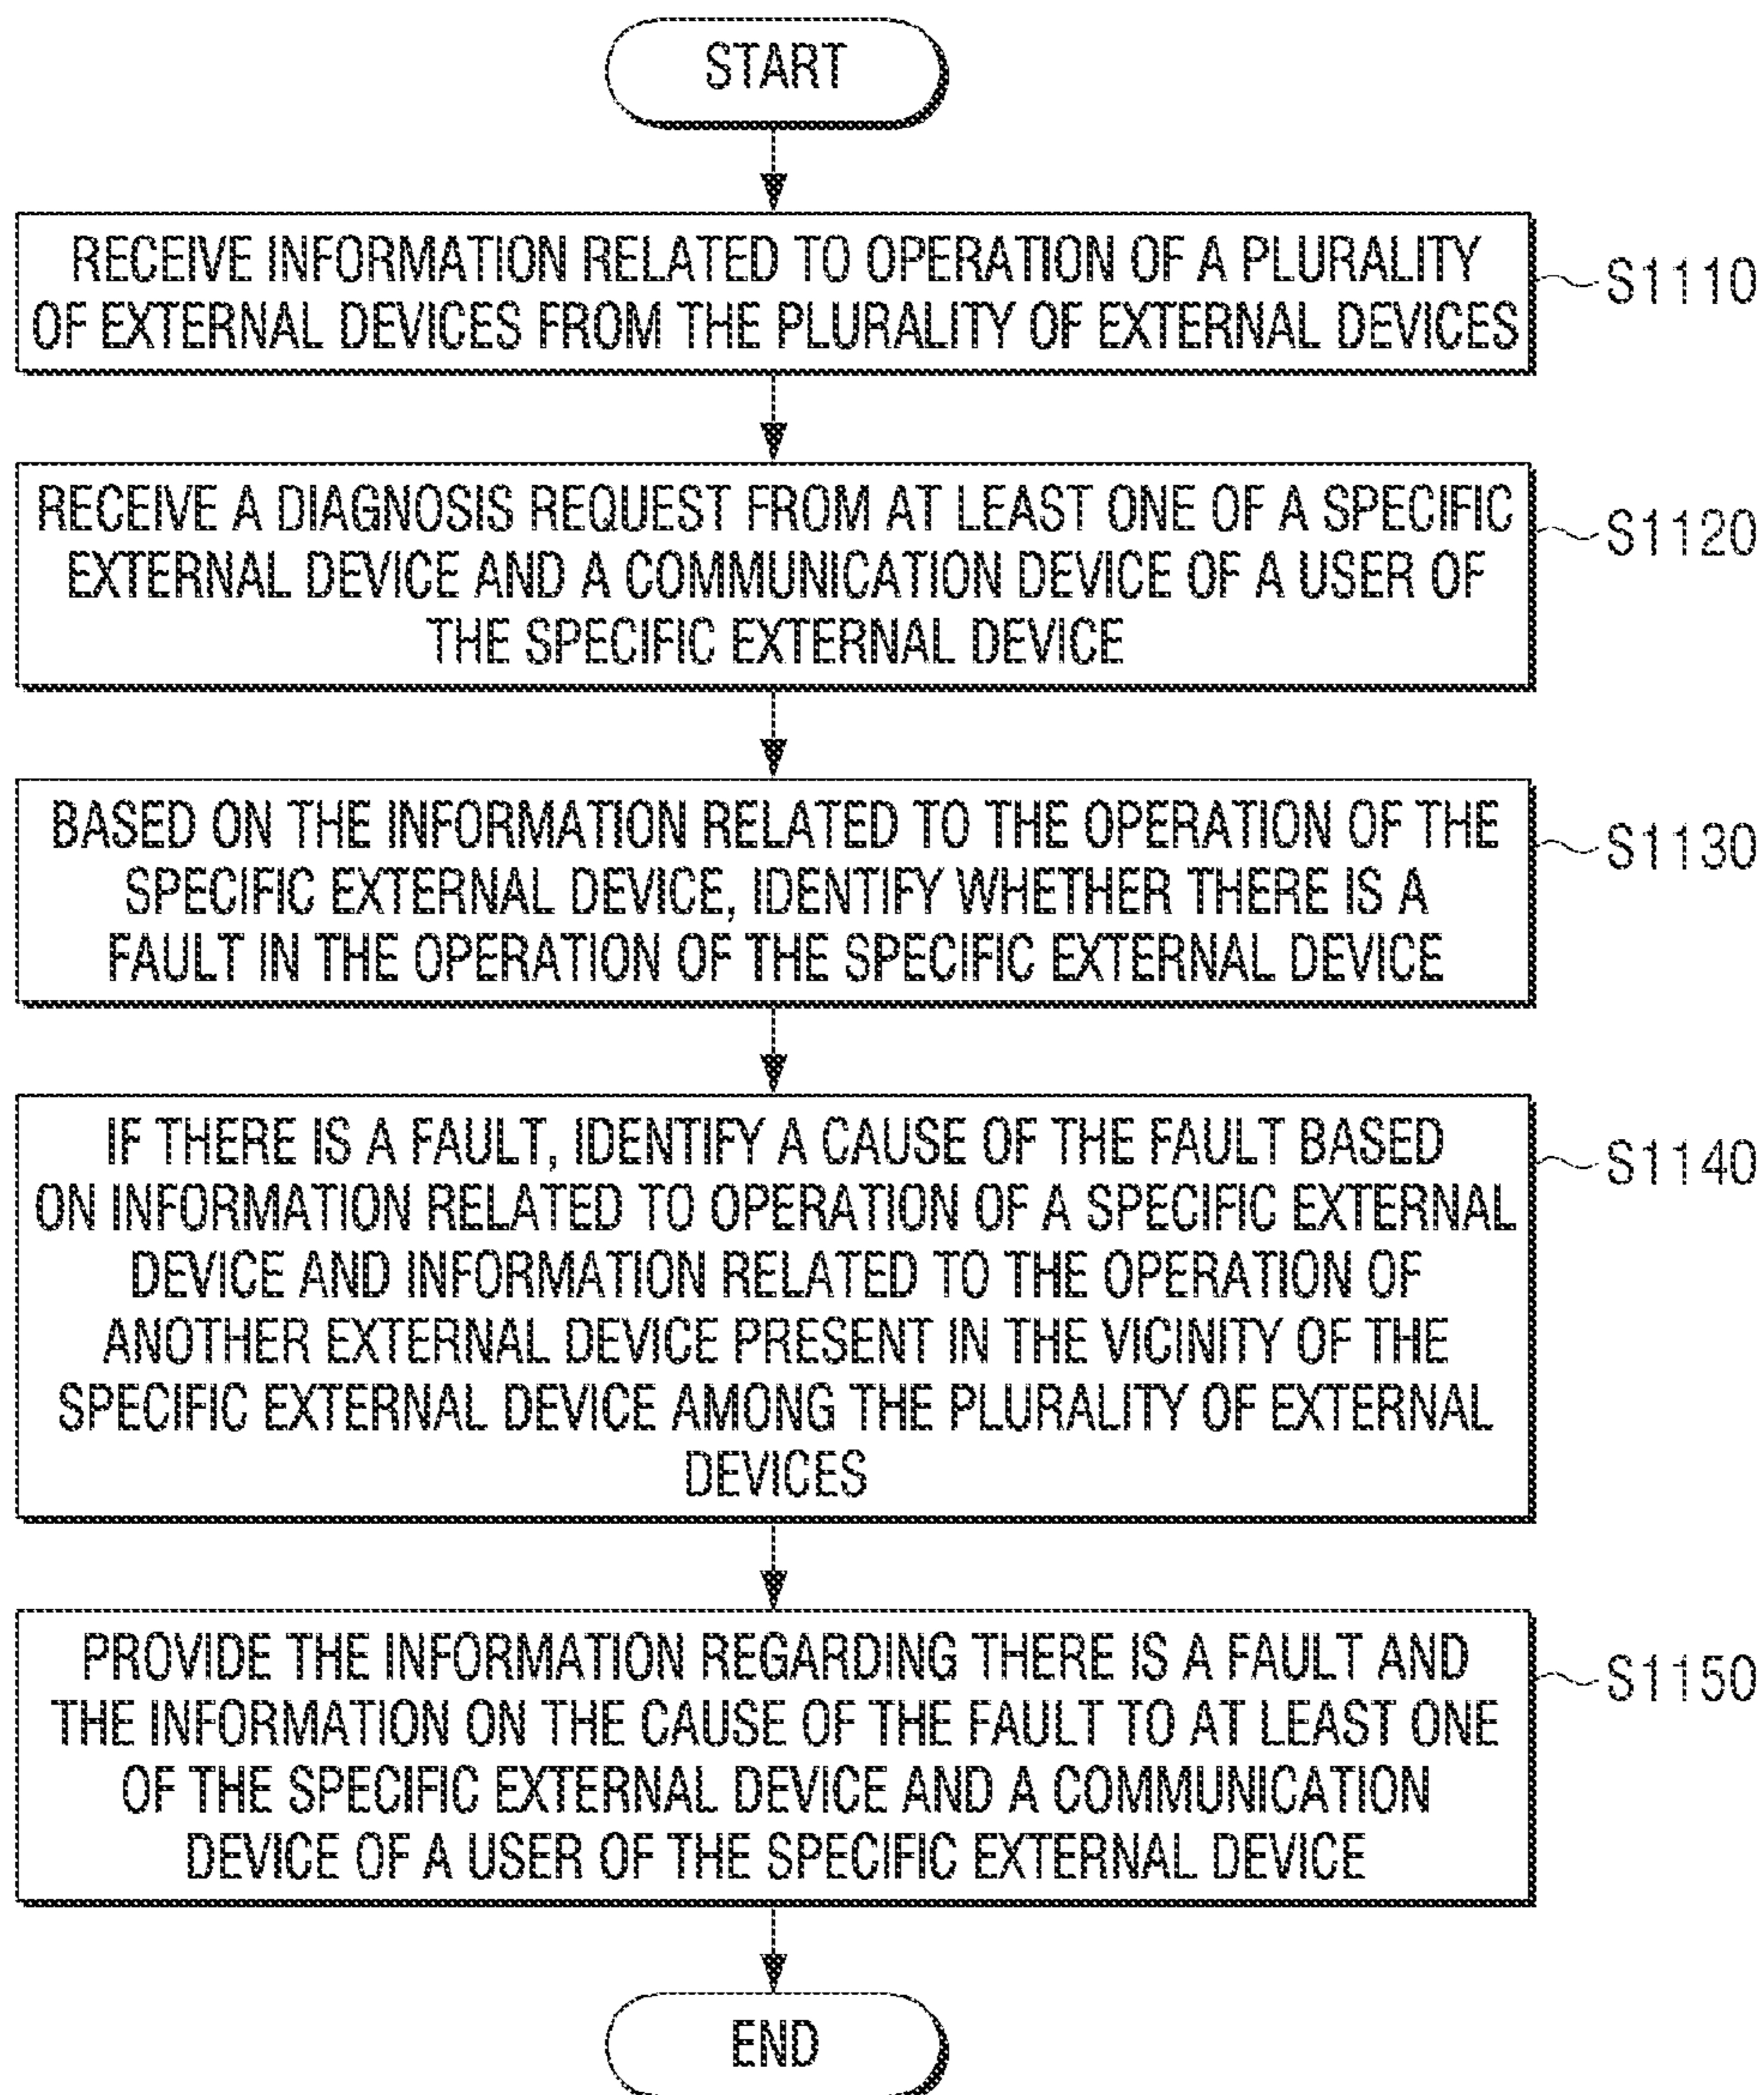 START
RECEIVE INFORMATION RELATED TO OPERATION OF A PLURALITY
OF EXTERNAL DEVICES FROM THE PLURALITY OF EXTERNAL DEVICES
S1110
RECEIVE A DIAGNOSIS REQUEST FROM AT LEAST ONE OF A SPECIFIC
EXTERNAL DEVICE AND A COMMUNICATION DEVICE OF A USER OF
THE SPECIFIC EXTERNAL DEVICE
S1120
BASED ON THE INFORMATION RELATED TO THE OPERATION OF THE
SPECIFIC EXTERNAL DEVICE, IDENTIFY WHETHER THERE IS A
FAULT IN THE OPERATION OF THE SPECIFIC EXTERNAL DEVICE
S1130
IF THERE IS A FAULT, IDENTIFY A CAUSE OF THE FAULT BASED
ON INFORMATION RELATED TO OPERATION OF A SPECIFIC EXTERNAL
DEVICE AND INFORMATION RELATED TO THE OPERATION OF
ANOTHER EXTERNAL DEVICE PRESENT IN THE VICINITY OF THE
SPECIFIC EXTERNAL DEVICE AMONG THE PLURALITY OF EXTERNAL
DEVICES
S1140
PROVIDE THE INFORMATION REGARDING THERE IS A FAULT AND
THE INFORMATION ON THE CAUSE OF THE FAULT TO AT LEAST ONE
OF THE SPECIFIC EXTERNAL DEVICE AND A COMMUNICATION
DEVICE OF A USER OF THE SPECIFIC EXTERNAL DEVICE
S1150
END